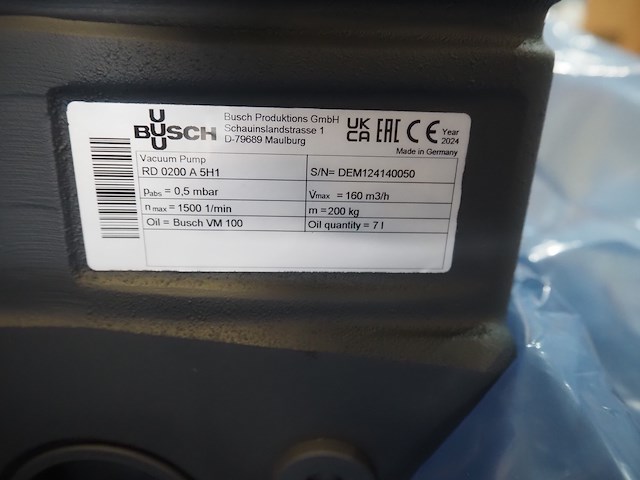 BUSCH
Busch Produktions GmbH
Schauinslandstrasse 1
D-79689 Maulburg
UK CA EAC CE Year 2024
Made in Germany
Vacuum Pump
RD 0200 A 5H1
S/N= DEM124140050
pabs = 0,5 mbar
Vmax = 160 m3/h
nmax = 1500 1/min
m = 200 kg
Oil = Busch VM 100
Oil quantity = 7 l